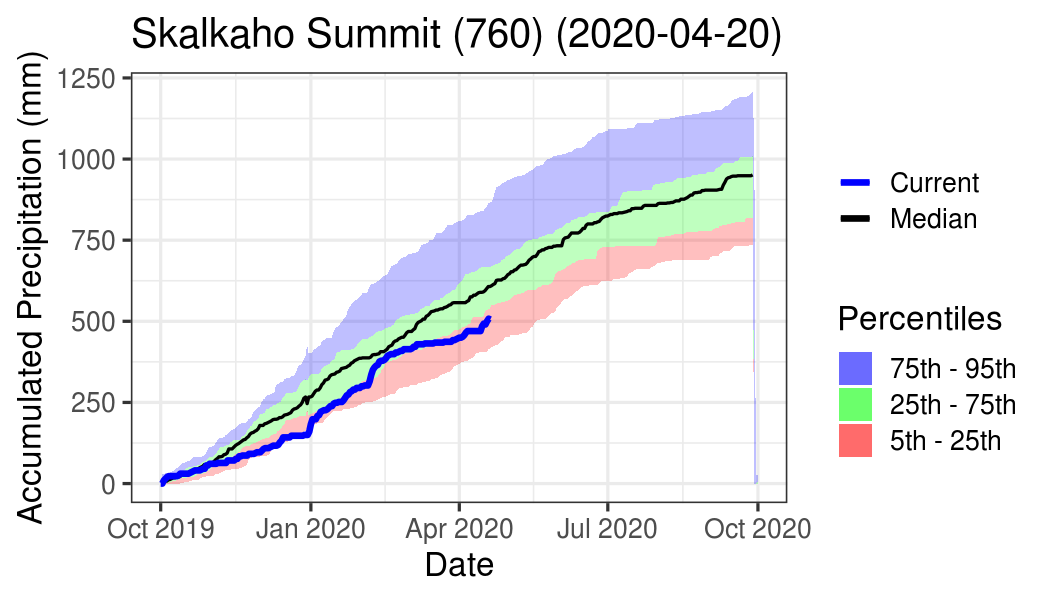 Skalkaho Summit (760) (2020-04-20)
Accumulated Precipitation (mm)
1250
1000
750
500
250
0
Oct 2019
Jan 2020
Apr 2020
Jul 2020
Oct 2020
Date
Current
Median
Percentiles
75th - 95th
25th - 75th
5th - 25th